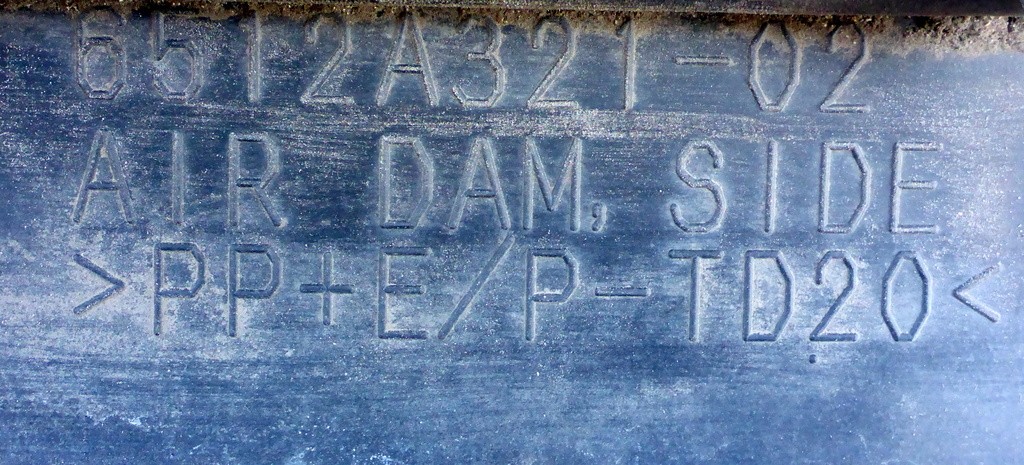 6512A321-02
AIR DAM, SIDE
>PP+E/P-TD20<